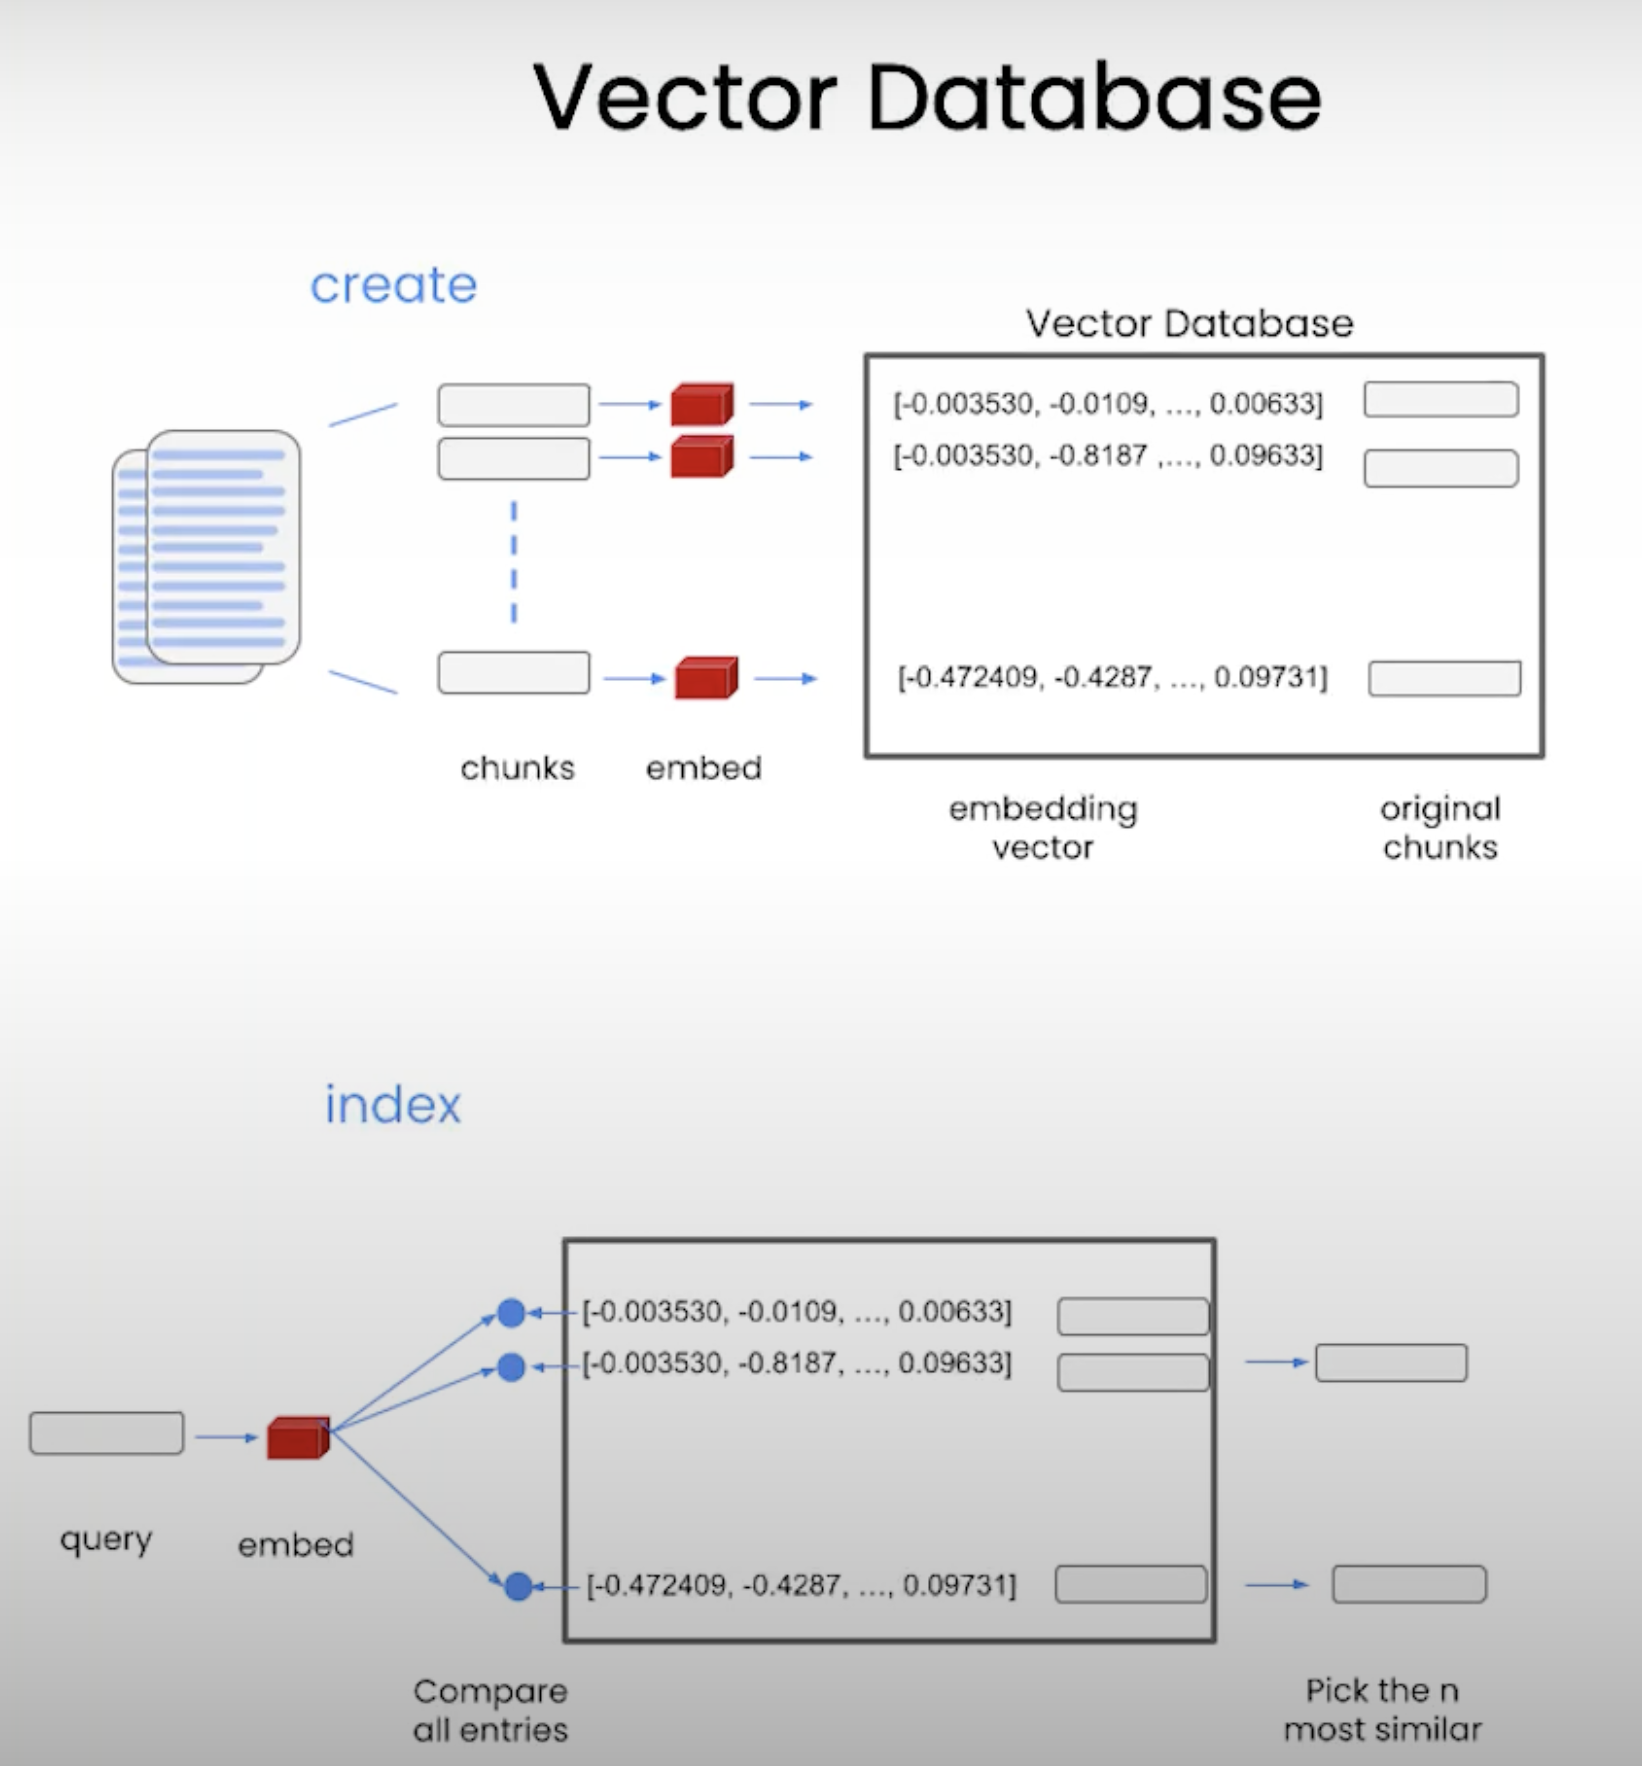 Vector Database
create
Vector Database
[-0.003530, -0.0109, ..., 0.00633]
[-0.003530, -0.8187 ,..., 0.09633]
[-0.472409, -0.4287, ..., 0.09731]
chunks
embed
embedding
vector
original
chunks
index
[-0.003530, -0.0109, ..., 0.00633]
[-0.003530, -0.8187, ..., 0.09633]
[-0.472409, -0.4287, ..., 0.09731]
query
embed
Compare
all entries
Pick the n
most similar